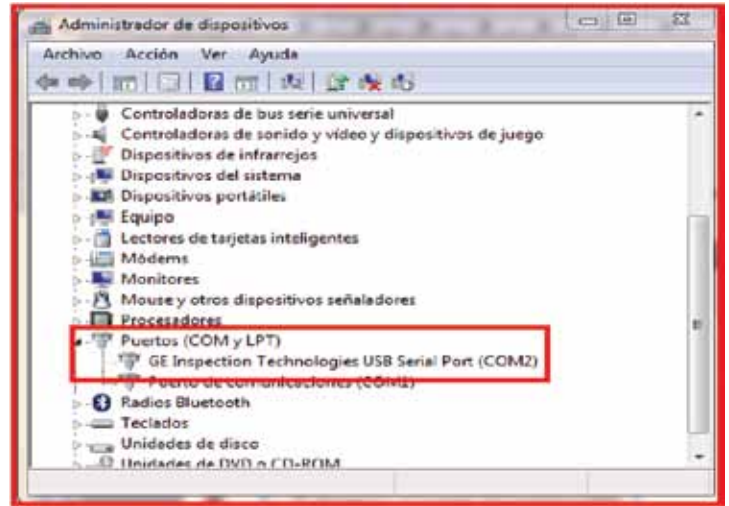 Administrador de dispositivos
Archivo Acción Ver Ayuda
Controladoras de bus serie universal
Controladoras de sonido y vídeo y dispositivos de juego
Dispositivos de infrarrojos
Dispositivos del sistema
Dispositivos portátiles
Equipo
Lectores de tarjetas inteligentes
Módems
Monitores
Mouse y otros dispositivos señaladores
Procesadores
Puertos (COM y LPT)
GE Inspection Technologies USB Serial Port (COM2)
Puerto de comunicaciones (COM1)
Radios Bluetooth
Teclados
Unidades de disco
Unidades de DVD o CD-ROM